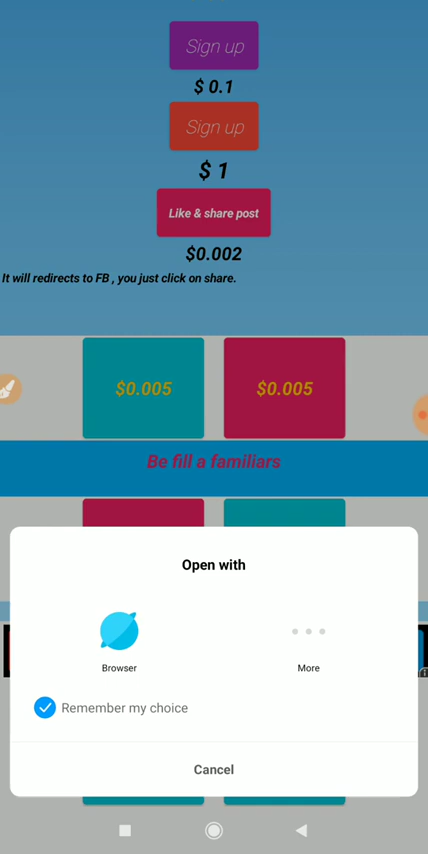 Sign up
$ 0.1
Sign up
$ 1
Like & share post
$0.002
It will redirects to FB , you just click on share.
$0.005 $0.005
Be fill a familiars
Open with
Browser More
Remember my choice
Cancel